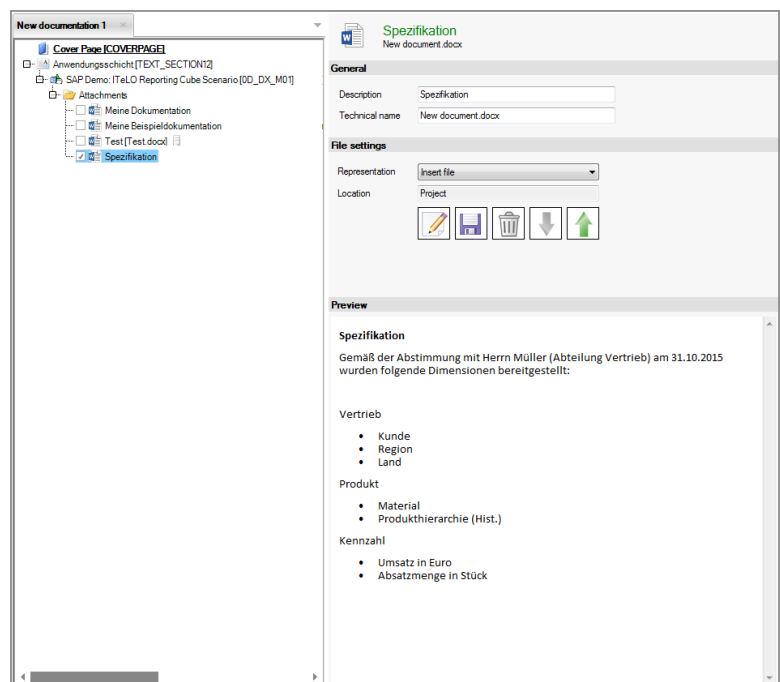 New documentation 1
Cover Page [COVERPAGE]
Anwendungsschicht [TEXT_SECTION12]
SAP Demo: ITeLO Reporting Cube Scenario [0D_DX_M01]
Attachments
Meine Dokumentation
Meine Beispieldokumentation
Test [Test.docx]
Spezifikation
Spezifikation
New document.docx
General
Description Spezifikation
Technical name New document.docx
File settings
Representation Insert file
Location Project
Preview
Spezifikation
Gemäß der Abstimmung mit Herrn Müller (Abteilung Vertrieb) am 31.10.2015
wurden folgende Dimensionen bereitgestellt:
Vertrieb
• Kunde
• Region
• Land
Produkt
• Material
• Produkthierarchie (Hist.)
Kennzahl
• Umsatz in Euro
• Absatzmenge in Stück